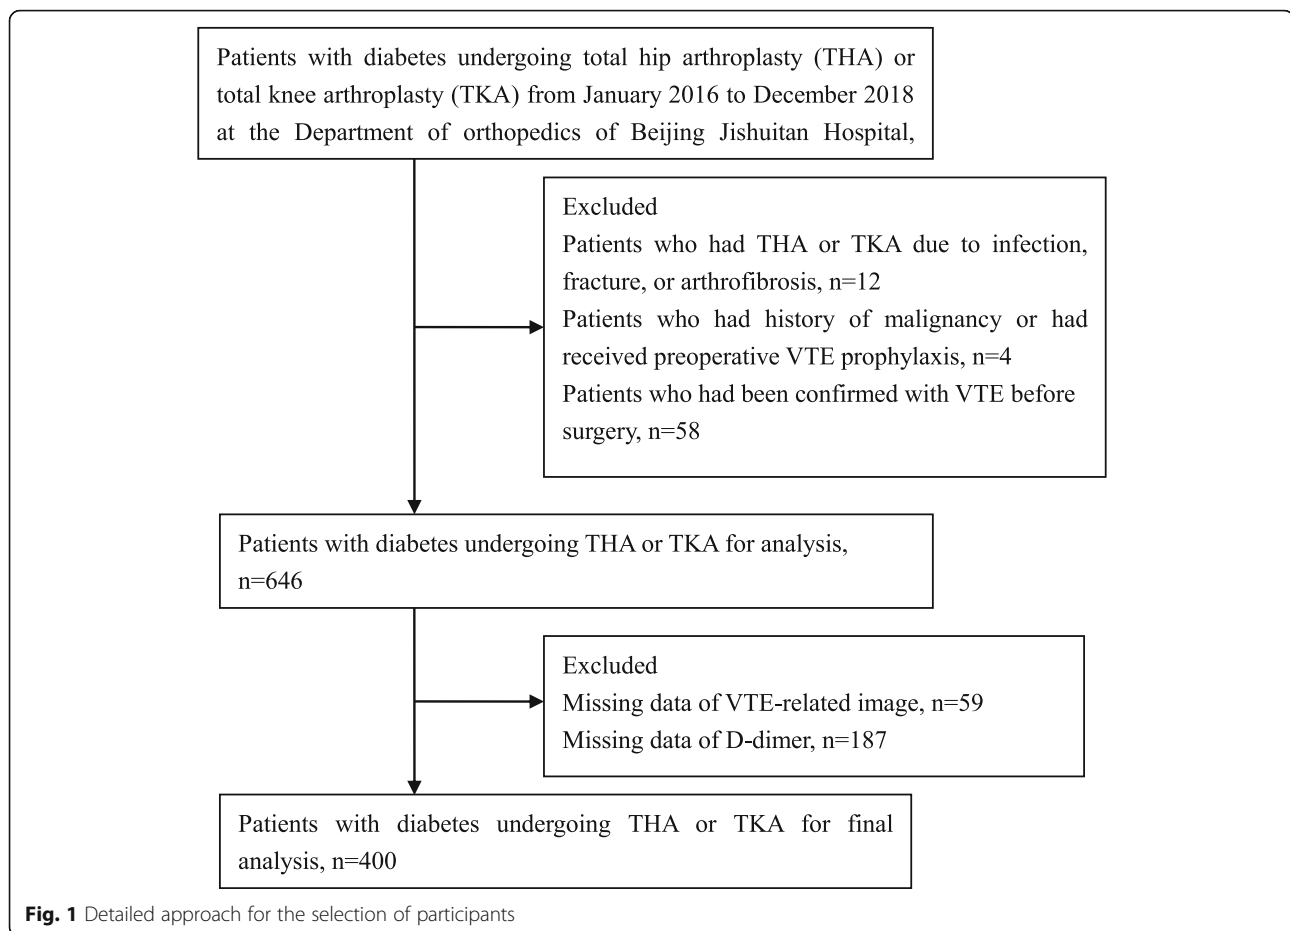 Patients with diabetes undergoing total hip arthroplasty (THA) or
total knee arthroplasty (TKA) from January 2016 to December 2018
at the Department of orthopedics of Beijing Jishuitan Hospital,
Excluded
Patients who had THA or TKA due to infection,
fracture, or arthrofibrosis, n=12
Patients who had history of malignancy or had
received preoperative VTE prophylaxis, n=4
Patients who had been confirmed with VTE before
surgery, n=58
Patients with diabetes undergoing THA or TKA for analysis,
n=646
Excluded
Missing data of VTE-related image, n=59
Missing data of D-dimer, n=187
Patients with diabetes undergoing THA or TKA for final
analysis, n=400
Fig. 1 Detailed approach for the selection of participants